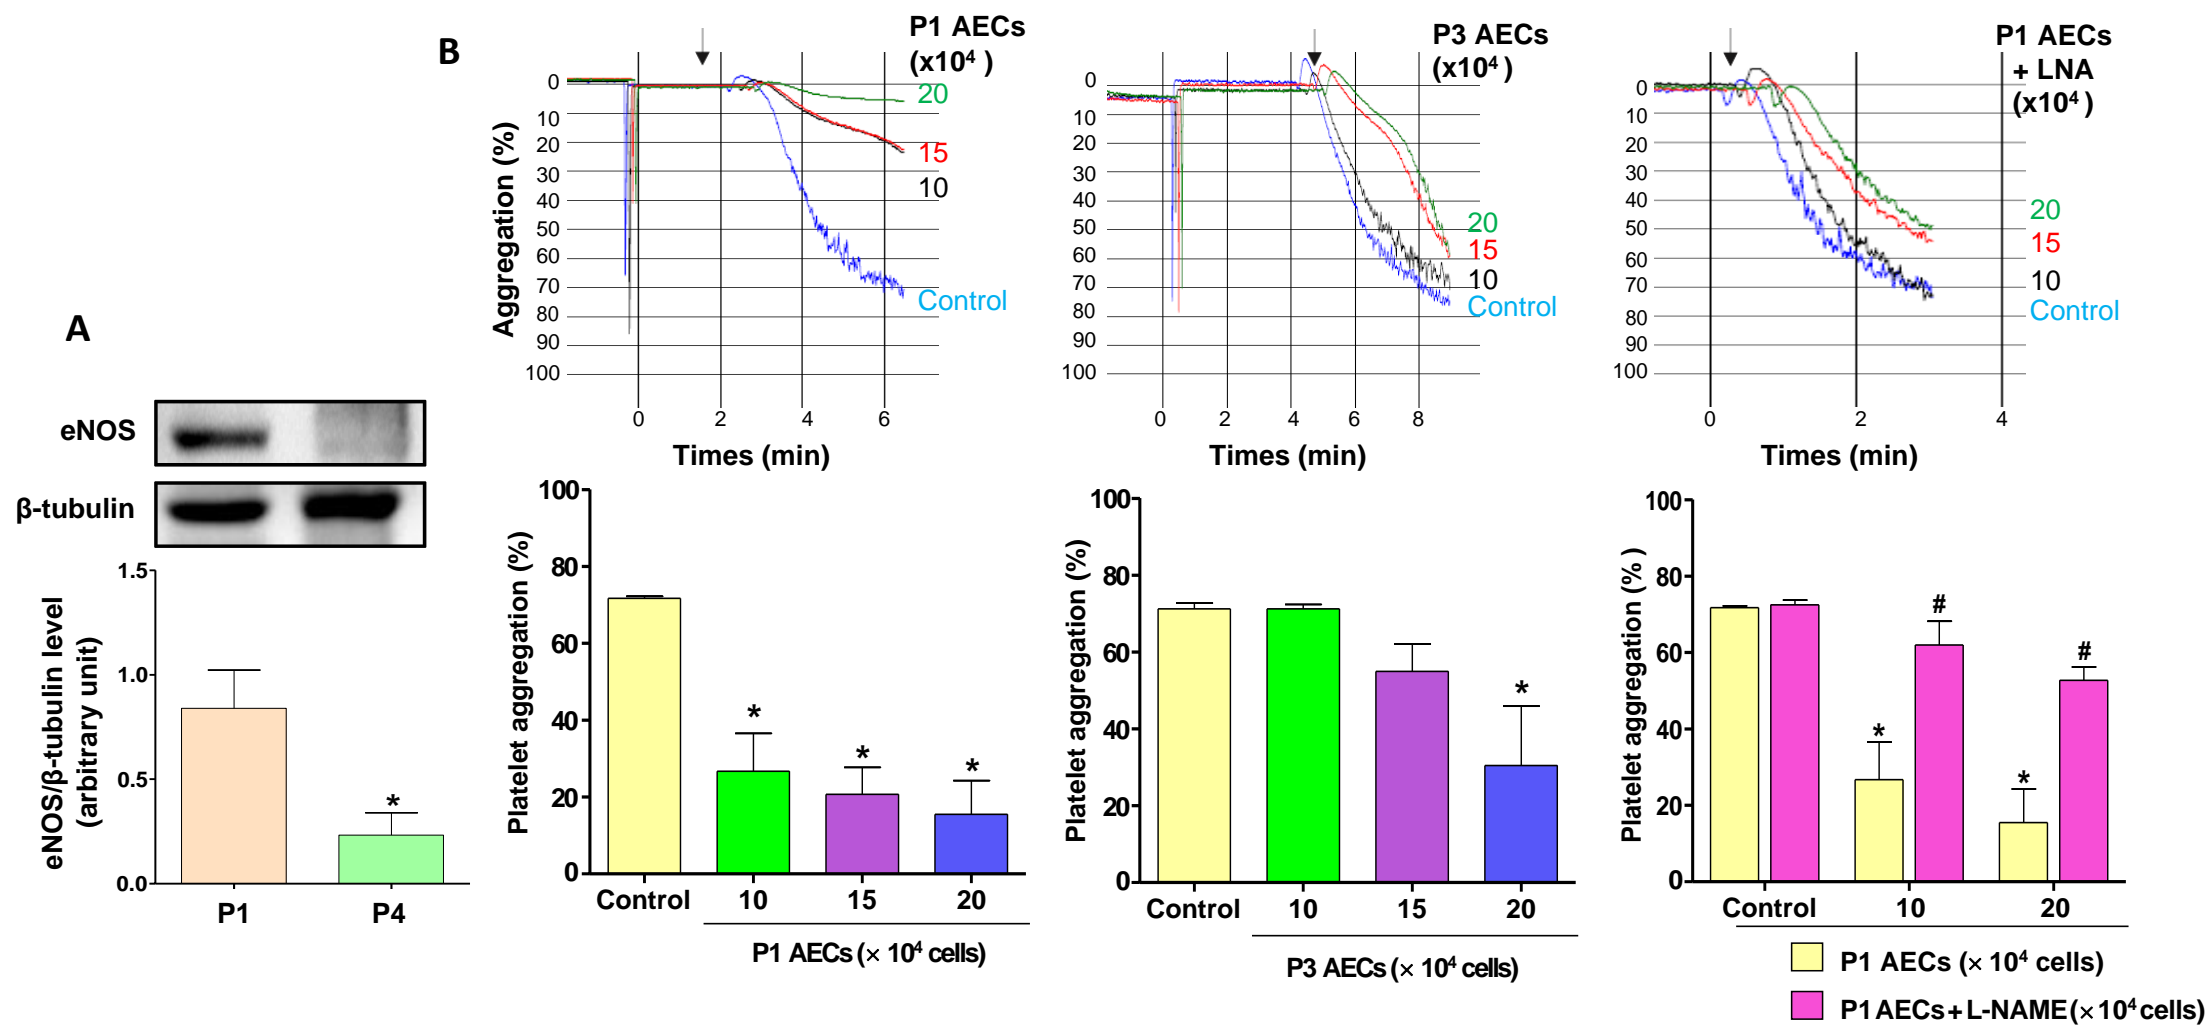 A
eNOS
β-tubulin
eNOS/β-tubulin level
(arbitrary unit)
1.5
1.0
0.5
0.0
*
P1
P4
B
P1 AECs
(x10⁴ )
Aggregation (%)
0
10
20
30
40
50
60
70
80
90
100
20
15
10
Control
0
2
4
6
Times (min)
P3 AECs
(x10⁴ )
0
10
20
30
40
50
60
70
80
90
100
20
15
10
Control
0
2
4
6
8
Times (min)
P1 AECs
+ LNA
(x10⁴ )
0
10
20
30
40
50
60
70
80
90
100
20
15
10
Control
0
2
4
Times (min)
Platelet aggregation (%)
100
80
60
40
20
0
*
*
*
Control
10
15
20
P1 AECs (× 10⁴ cells)
Platelet aggregation (%)
100
80
60
40
20
0
*
Control
10
15
20
P3 AECs (× 10⁴ cells)
Platelet aggregation (% )
100
80
60
40
20
0
*
#
*
#
Control
10
20
P1 AECs (× 10⁴ cells)
P1 AECs + L-NAME (× 10⁴ cells)